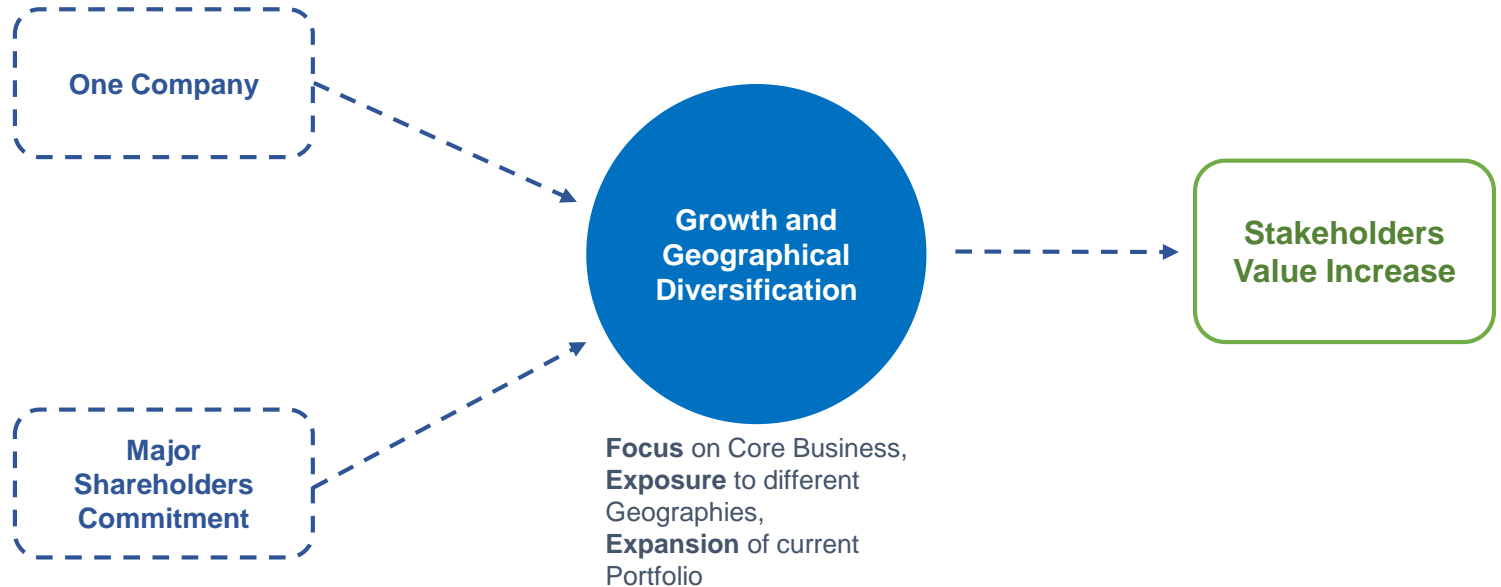 One Company
Major
Shareholders
Commitment
Growth and
Geographical
Diversification
Focus on Core Business,
Exposure to different
Geographies,
Expansion of current
Portfolio
Stakeholders
Value Increase